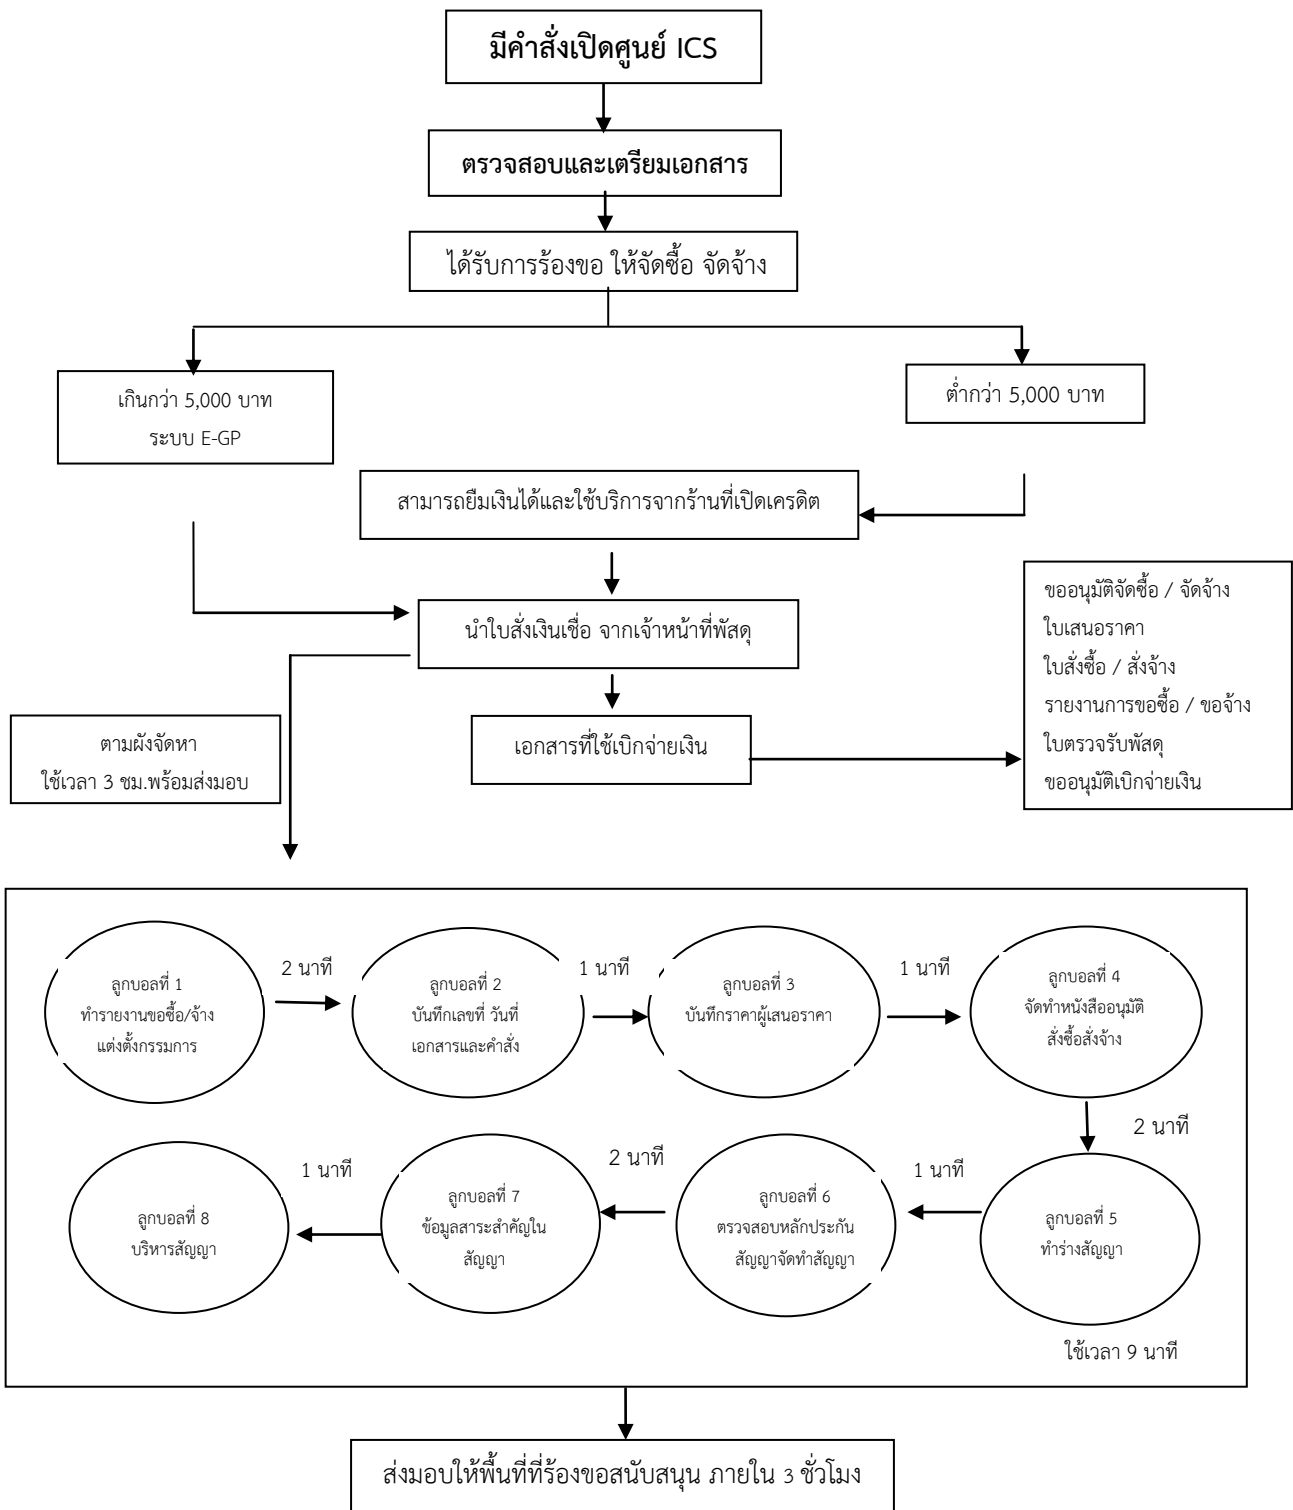 มีคำสั่งเปิดศูนย์ ICS
ตรวจสอบและเตรียมเอกสาร
ได้รับการร้องขอ ให้จัดซื้อ จัดจ้าง
เกินกว่า 5,000 บาท
ระบบ E-GP
ต่ำกว่า 5,000 บาท
สามารถยืมเงินได้และใช้บริการจากร้านที่เปิดเครดิต
นำใบสั่งเงินเชื่อ จากเจ้าหน้าที่พัสดุ
ขออนุมัติจัดซื้อ / จัดจ้าง
ใบเสนอราคา
ใบสั่งซื้อ / สั่งจ้าง
รายงานการขอซื้อ / ขอจ้าง
ใบตรวจรับพัสดุ
ขออนุมัติเบิกจ่ายเงิน
ตามผังจัดหา
ใช้เวลา 3 ชม.พร้อมส่งมอบ
เอกสารที่ใช้เบิกจ่ายเงิน
ลูกบอลที่ 1
ทำรายงานขอซื้อ/จ้าง
แต่งตั้งกรรมการ
2 นาที
ลูกบอลที่ 2
บันทึกเลขที่ วันที่
เอกสารและคำสั่ง
1 นาที
ลูกบอลที่ 3
บันทึกราคาผู้เสนอราคา
1 นาที
ลูกบอลที่ 4
จัดทำหนังสืออนุมัติ
สั่งซื้อสั่งจ้าง
2 นาที
ลูกบอลที่ 5
ทำร่างสัญญา
1 นาที
ลูกบอลที่ 6
ตรวจสอบหลักประกัน
สัญญาจัดทำสัญญา
2 นาที
ลูกบอลที่ 7
ข้อมูลสาระสำคัญใน
สัญญา
1 นาที
ลูกบอลที่ 8
บริหารสัญญา
ใช้เวลา 9 นาที
ส่งมอบให้พื้นที่ที่ร้องขอสนับสนุน ภายใน 3 ชั่วโมง